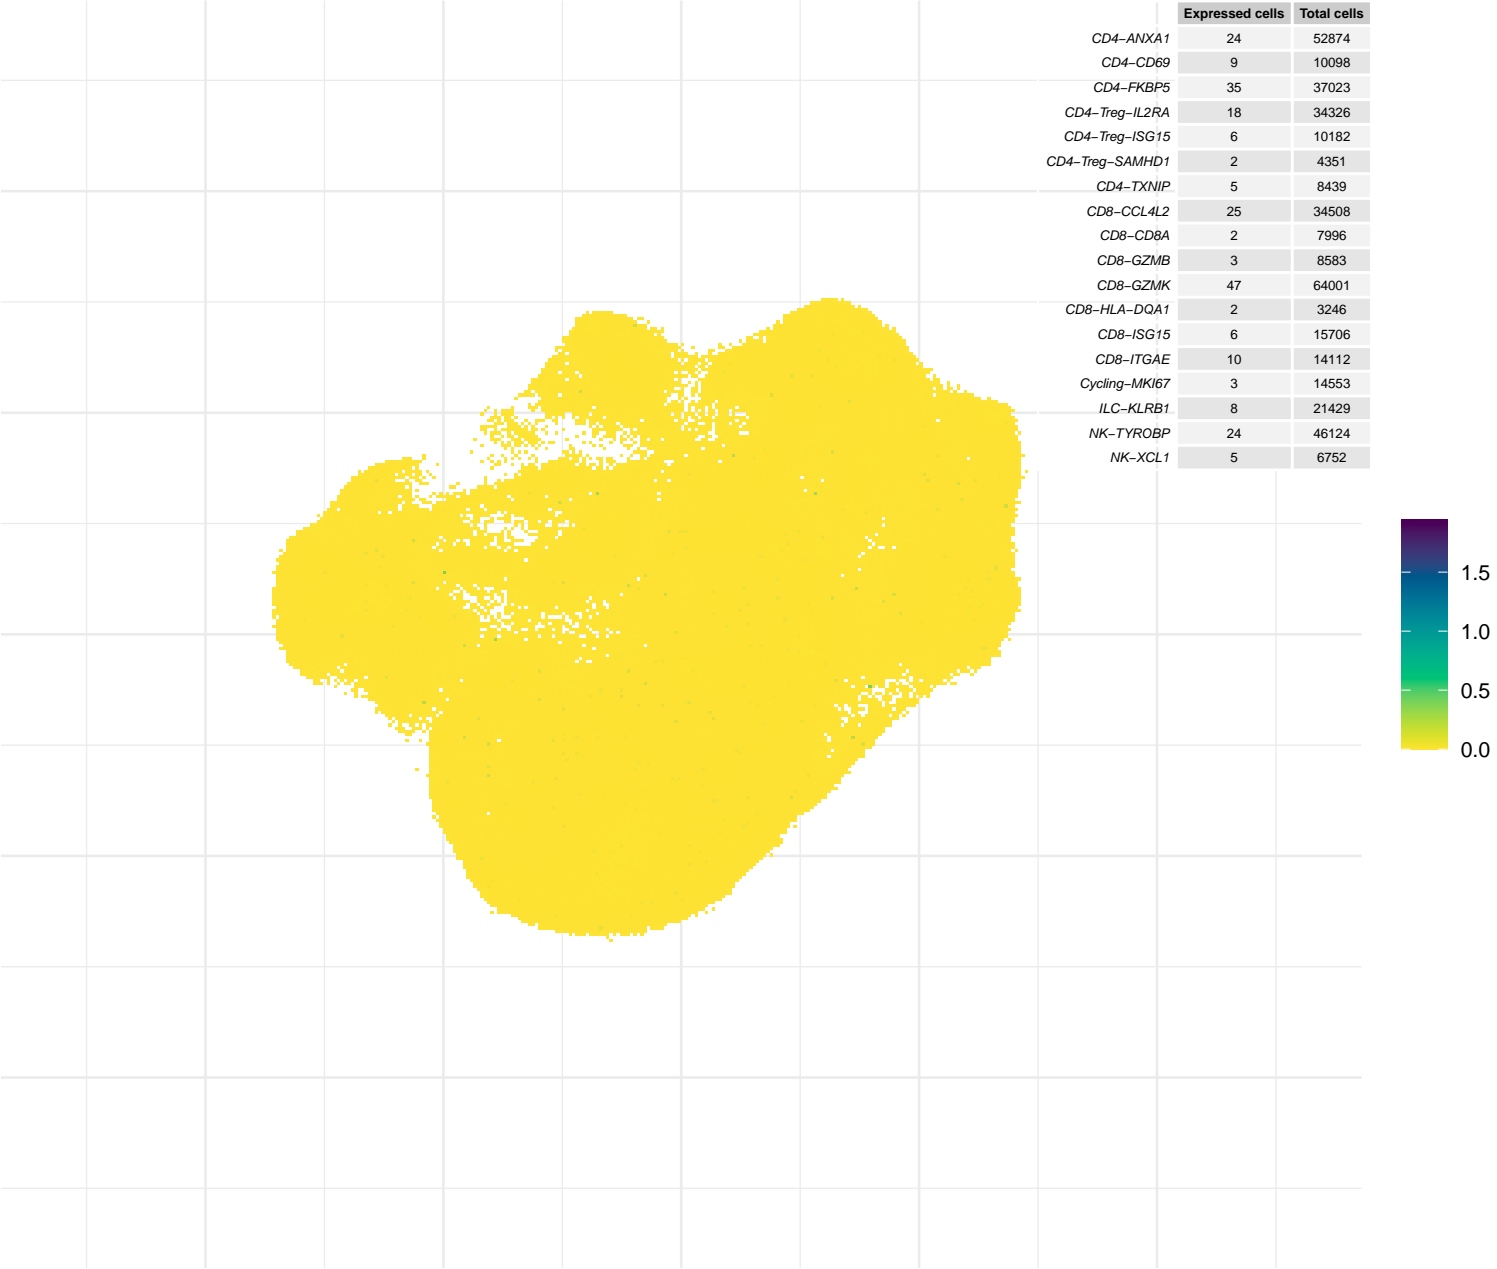 Expressed cells Total cells
CD4−ANXA1 24 52874
CD4−CD69 9 10098
CD4−FKBP5 35 37023
CD4−Treg−IL2RA 18 34326
CD4−Treg−ISG15 6 10182
CD4−Treg−SAMHD1 2 4351
CD4−TXNIP 5 8439
CD8−CCL4L2 25 34508
CD8−CD8A 2 7996
CD8−GZMB 3 8583
CD8−GZMK 47 64001
CD8−HLA−DQA1 2 3246
CD8−ISG15 6 15706
CD8−ITGAE 10 14112
Cycling−MKI67 3 14553
ILC−KLRB1 8 21429
NK−TYROBP 24 46124
NK−XCL1 5 6752
1.5
1.0
0.5
0.0